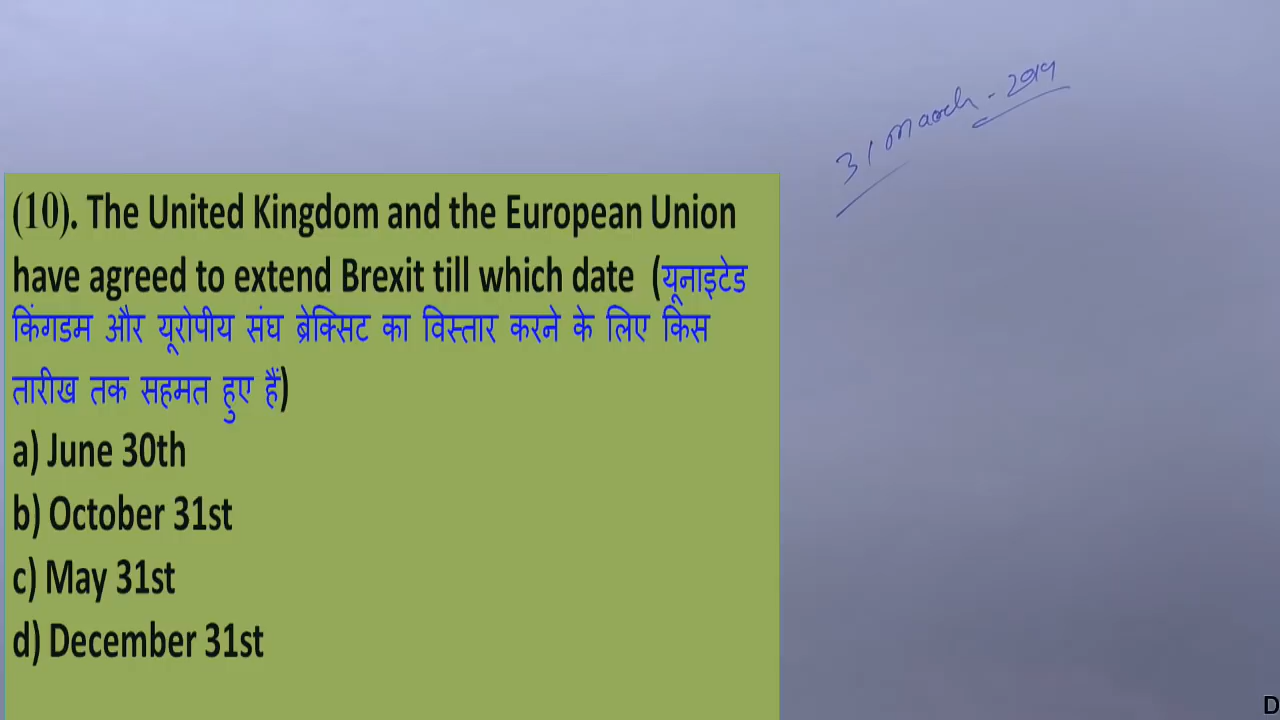 31 March - 2019
(10). The United Kingdom and the European Union
have agreed to extend Brexit till which date (यूनाइटेड
किंगडम और यूरोपीय संघ ब्रेक्सिट का विस्तार करने के लिए किस
तारीख तक सहमत हुए हैं)
a) June 30th
b) October 31st
c) May 31st
d) December 31st
D